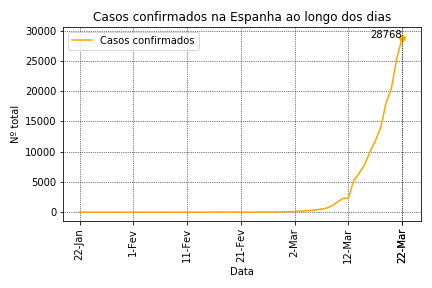 Casos confirmados na Espanha ao longo dos dias
Casos confirmados
28768
30000
25000
20000
15000
10000
5000
0
Nº total
22-Jan
1-Fev
11-Fev
21-Fev
2-Mar
12-Mar
22-Mar
Data